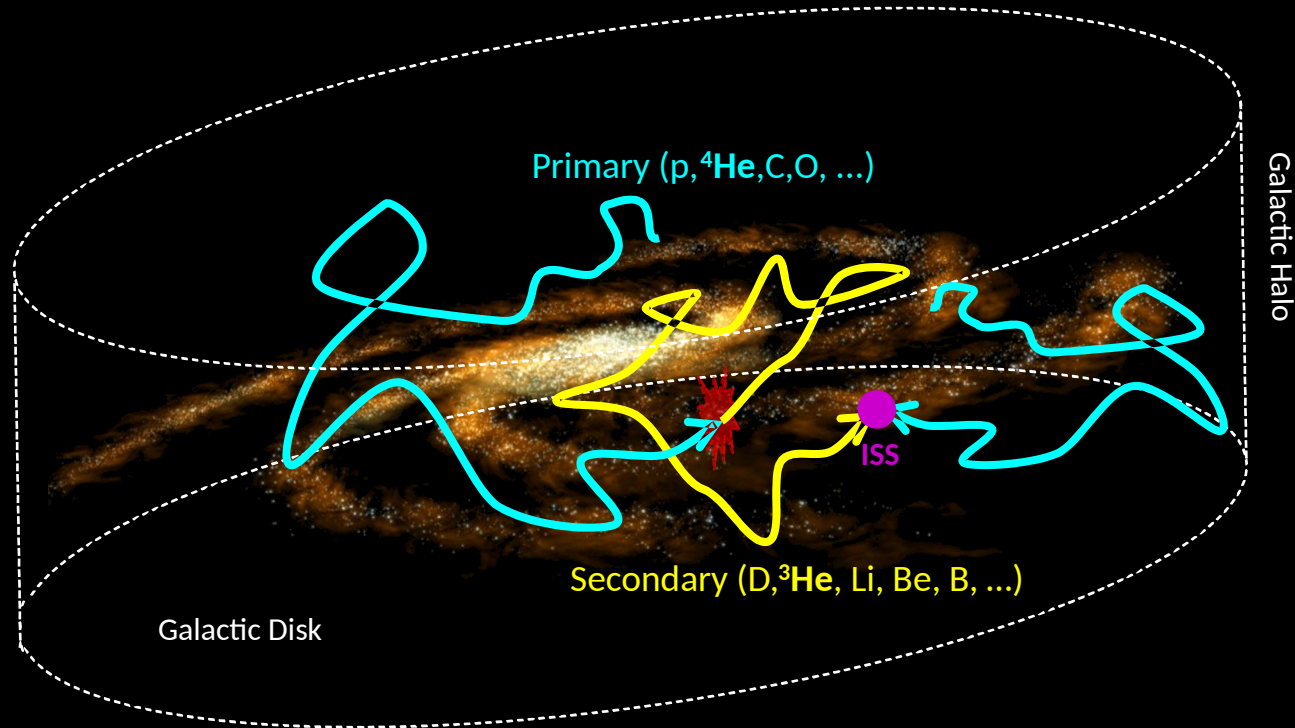 Primary (p,⁴He,C,O, ...)
Galactic Halo
ISS
Secondary (D,³He, Li, Be, B, ...)
Galactic Disk